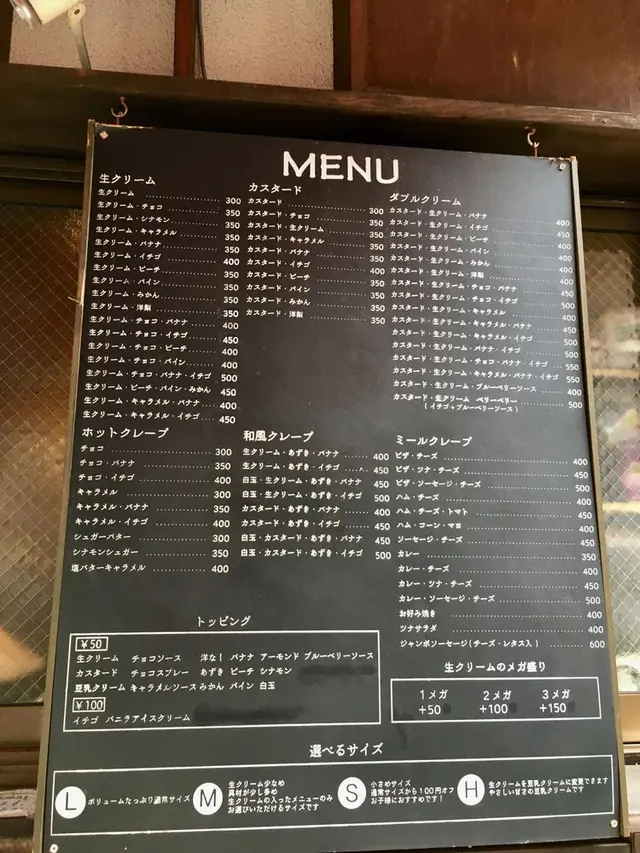 MENU
生クリーム
生クリーム 300
生クリーム・チョコ 350
生クリーム・シナモン 350
生クリーム・キャラメル 350
生クリーム・バナナ 350
生クリーム・イチゴ 400
生クリーム・ピーチ 350
生クリーム・パイン 350
生クリーム・みかん 350
生クリーム・洋梨 350
生クリーム・チョコ・バナナ 400
生クリーム・チョコ・イチゴ 450
生クリーム・チョコ・ピーチ 400
生クリーム・チョコ・パイン 400
生クリーム・チョコ・バナナ・イチゴ 500
生クリーム・ピーチ・パイン・みかん 450
生クリーム・キャラメル・バナナ 400
生クリーム・キャラメル・イチゴ 450
カスタード
カスタード 300
カスタード・チョコ 350
カスタード・生クリーム 350
カスタード・キャラメル 350
カスタード・バナナ 350
カスタード・イチゴ 400
カスタード・ピーチ 350
カスタード・パイン 350
カスタード・みかん 350
カスタード・洋梨 350
ダブルクリーム
カスタード・生クリーム・バナナ 400
カスタード・生クリーム・イチゴ 450
カスタード・生クリーム・ピーチ 400
カスタード・生クリーム・パイン 400
カスタード・生クリーム・みかん 400
カスタード・生クリーム・洋梨 400
カスタード・生クリーム・チョコ・バナナ 450
カスタード・生クリーム・チョコ・イチゴ 500
カスタード・生クリーム・キャラメル 400
カスタード・生クリーム・キャラメル・バナナ 450
カスタード・生クリーム・キャラメル・イチゴ 500
カスタード・生クリーム・バナナ・イチゴ 500
カスタード・生クリーム・チョコ・バナナ・イチゴ 550
カスタード・生クリーム・キャラメル・バナナ・イチゴ 550
カスタード・生クリーム・ブルーベリーソース 400
カスタード・生クリーム ベリーベリー 500
(イチゴ+ブルーベリーソース)
ホットクレープ
チョコ 300
チョコ・バナナ 350
チョコ・イチゴ 400
キャラメル 300
キャラメル・バナナ 350
キャラメル・イチゴ 400
シュガーバター 300
シナモンシュガー 350
塩バターキャラメル 400
和風クレープ
生クリーム・あずき・バナナ 400
生クリーム・あずき・イチゴ 450
白玉・生クリーム・あずき・バナナ 450
白玉・生クリーム・あずき・イチゴ 500
カスタード・あずき・バナナ 400
カスタード・あずき・イチゴ 450
白玉・カスタード・あずき・バナナ 450
白玉・カスタード・あずき・イチゴ 500
ミールクレープ
ピザ・チーズ 400
ピザ・ツナ・チーズ 450
ピザ・ソーセージ・チーズ 500
ハム・チーズ 400
ハム・チーズ・トマト 450
ハム・コーン・マヨ 450
ソーセージ・チーズ 450
カレー 350
カレー・チーズ 400
カレー・ツナ・チーズ 450
カレー・ソーセージ・チーズ 500
お好み焼き 400
ツナサラダ 400
ジャンボソーセージ(チーズ・レタス入) 600
トッピング
¥50
生クリーム チョコソース 洋なし バナナ アーモンド ブルーベリーソース
カスタード チョコスプレー あずき ピーチ シナモン
豆乳クリーム キャラメルソース みかん パイン 白玉
¥100
イチゴ バニラアイスクリーム
生クリームのメガ盛り
1メガ 2メガ 3メガ
+50 +100 +150
選べるサイズ
L ボリュームたっぷり通常サイズ
M 生クリーム少なめ
具材が少し多め
生クリームの入ったメニューのみ
お選びいただけるサイズです
S 小さめサイズ
通常サイズから100円オフ
お子様におすすめです！
H 生クリームを豆乳クリームに変更できます
やさしい甘さの豆乳クリームです